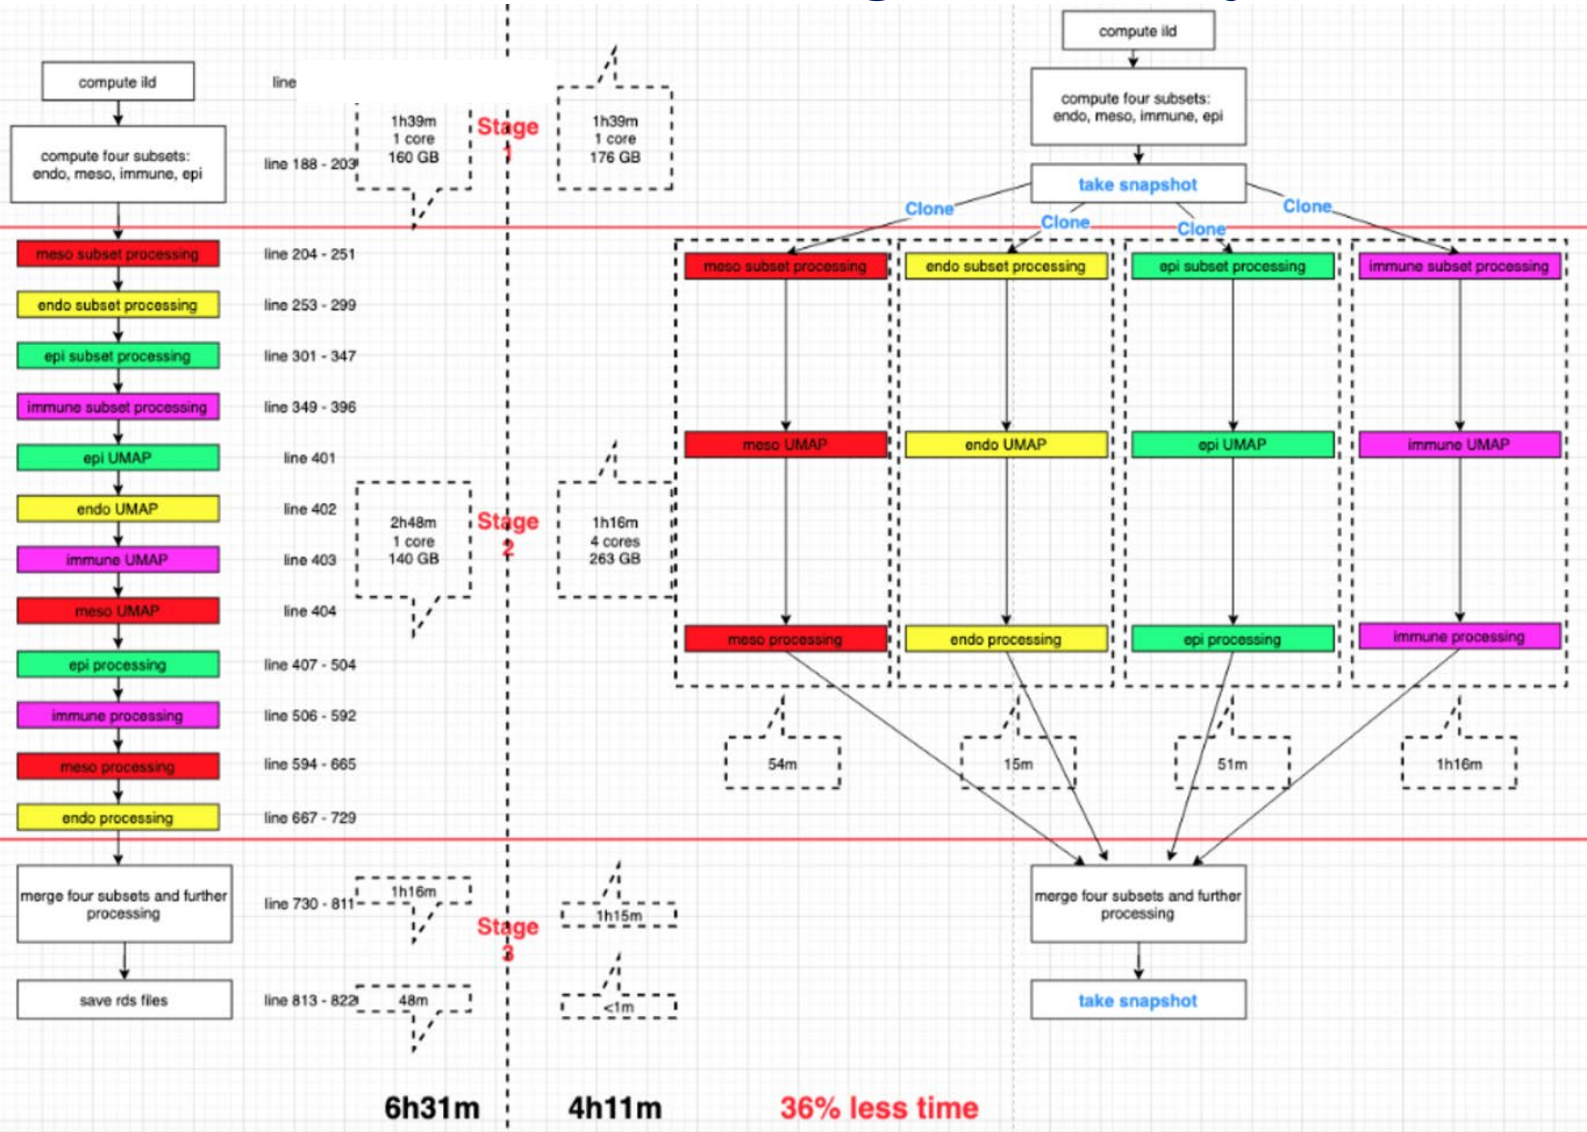 compute ild
line
compute four subsets:
endo, meso, immune, epi
line 188 - 203
1h39m
1 core
160 GB
Stage
1
1h39m
1 core
176 GB
compute ild
compute four subsets:
endo, meso, immune, epi
take snapshot
Clone
Clone
Clone
Clone
meso subset processing
line 204 - 251
endo subset processing
line 253 - 299
epi subset processing
line 301 - 347
immune subset processing
line 349 - 396
epi UMAP
line 401
endo UMAP
line 402
immune UMAP
line 403
meso UMAP
line 404
epi processing
line 407 - 504
immune processing
line 506 - 592
meso processing
line 594 - 665
endo processing
line 667 - 729
2h48m
1 core
140 GB
Stage
2
1h16m
4 cores
263 GB
meso subset processing
endo subset processing
epi subset processing
immune subset processing
meso UMAP
endo UMAP
epi UMAP
immune UMAP
meso processing
endo processing
epi processing
immune processing
54m
15m
51m
1h16m
merge four subsets and further
processing
line 730 - 811
1h16m
Stage
3
1h15m
merge four subsets and further
processing
save rds files
line 813 - 822
48m
<1m
take snapshot
6h31m
4h11m
36% less time